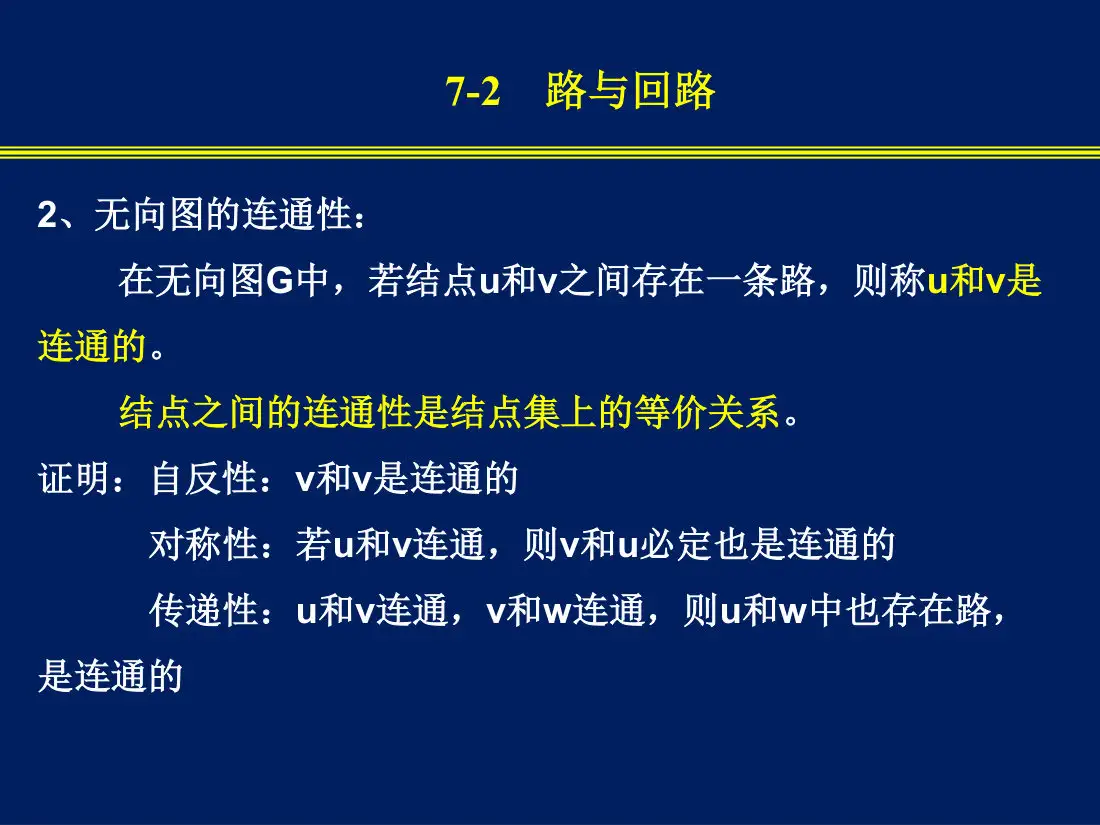 7-2 路与回路
2、无向图的连通性：
在无向图G中，若结点u和v之间存在一条路，则称u和v是
连通的。
结点之间的连通性是结点集上的等价关系。
证明：自反性：v和v是连通的
对称性：若u和v连通，则v和u必定也是连通的
传递性：u和v连通，v和w连通，则u和w中也存在路，
是连通的